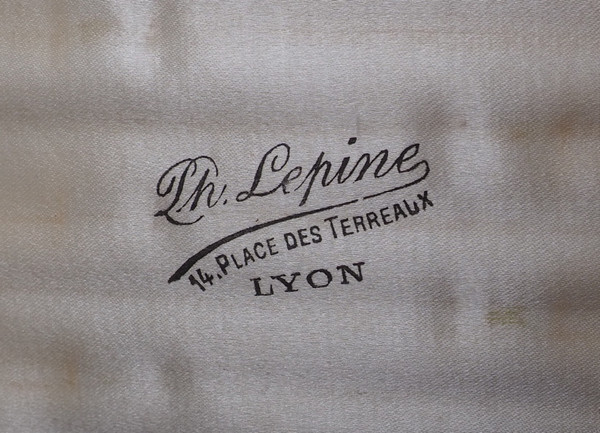 Ph. Lepine
14. PLACE DES TERREAUX
LYON